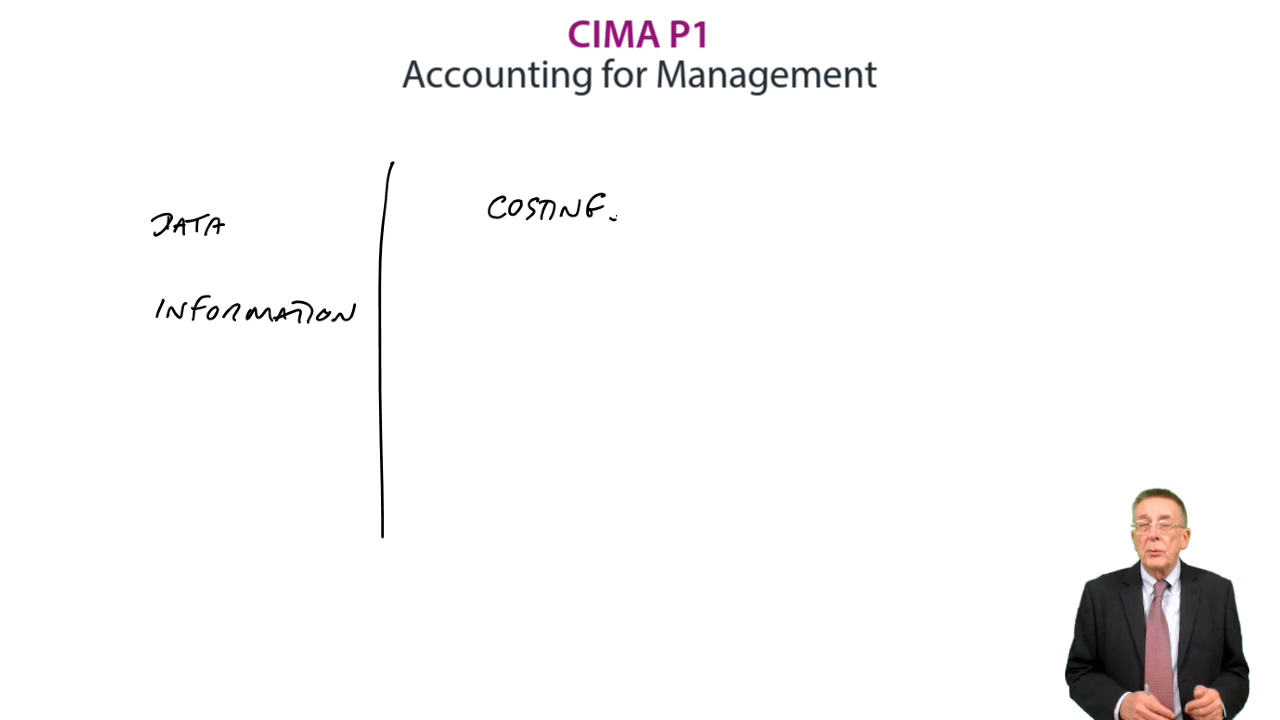 CIMA P1
Accounting for Management
DATA
COSTING.
INFORMATION